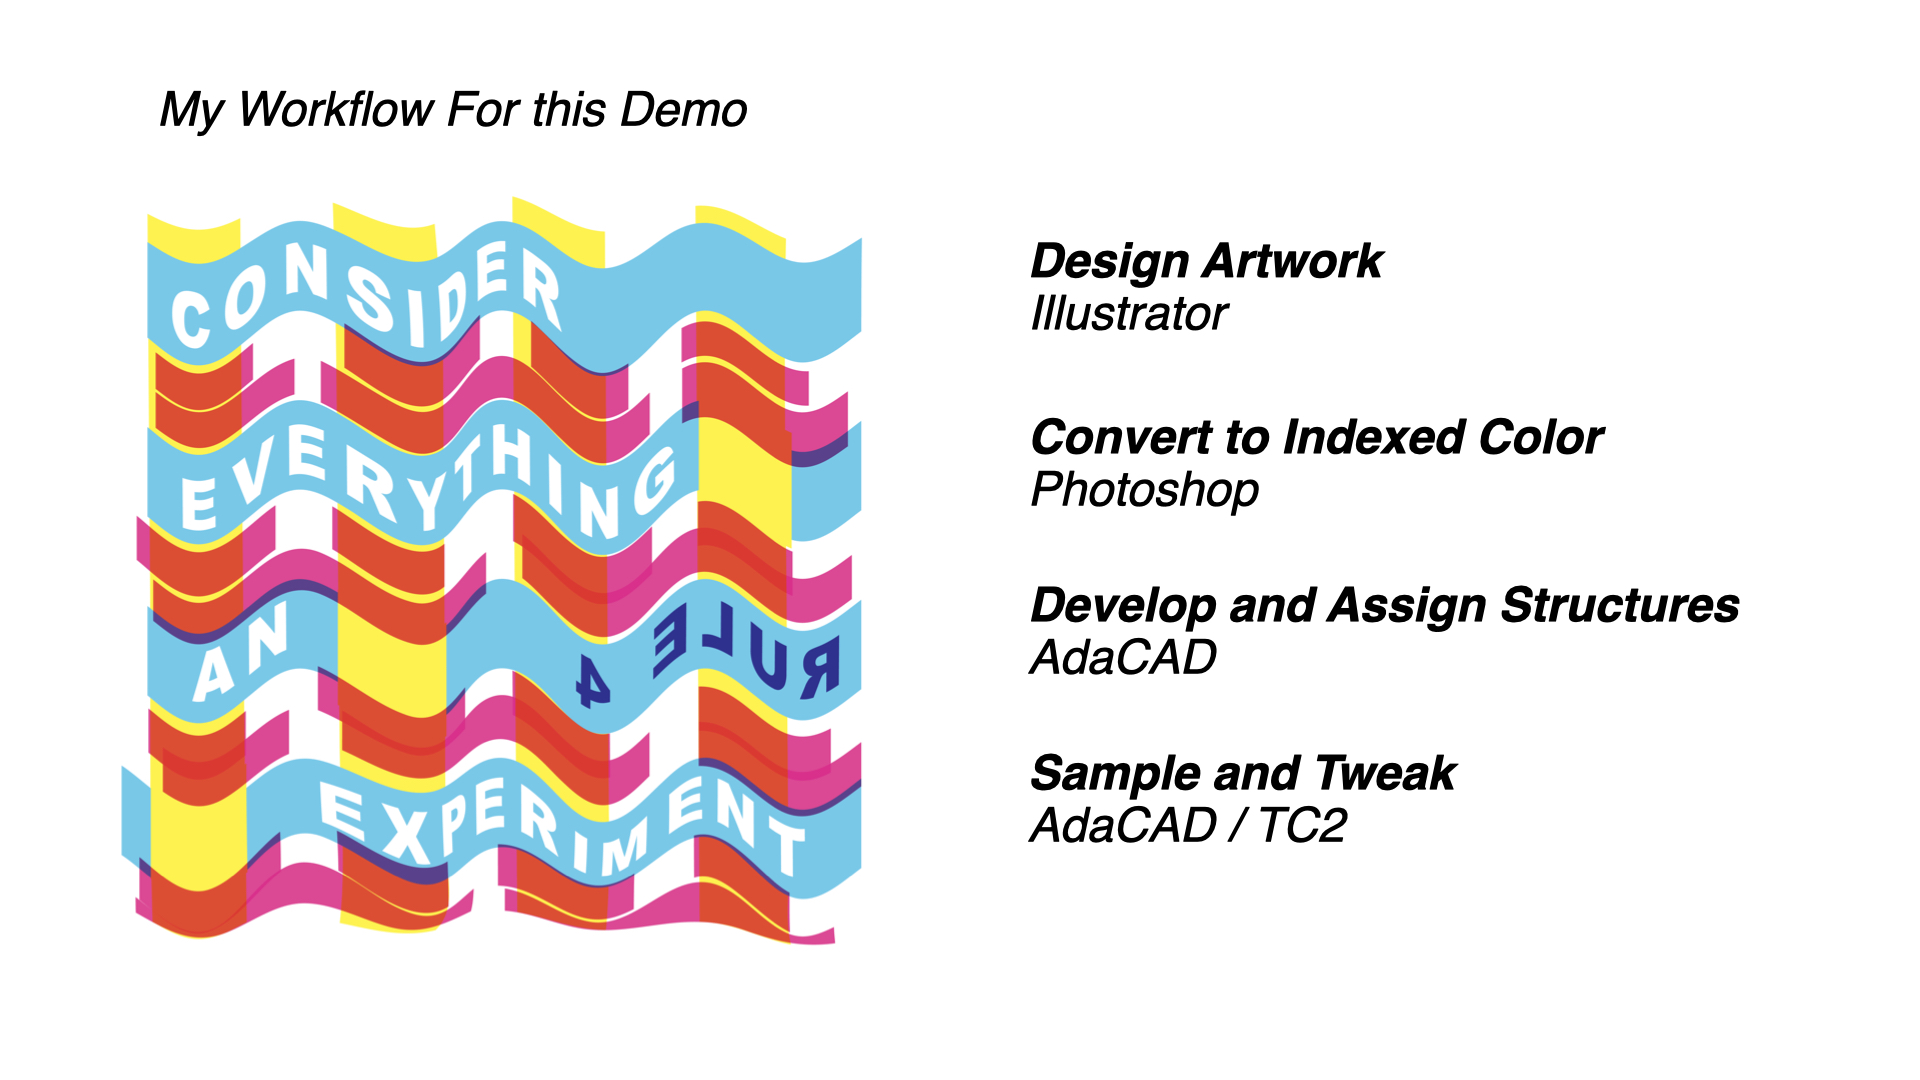 My Workflow For this Demo
CONSIDER
EVERYTHING
AN
RULE 4
EXPERIMENT
Design Artwork
Illustrator
Convert to Indexed Color
Photoshop
Develop and Assign Structures
AdaCAD
Sample and Tweak
AdaCAD / TC2